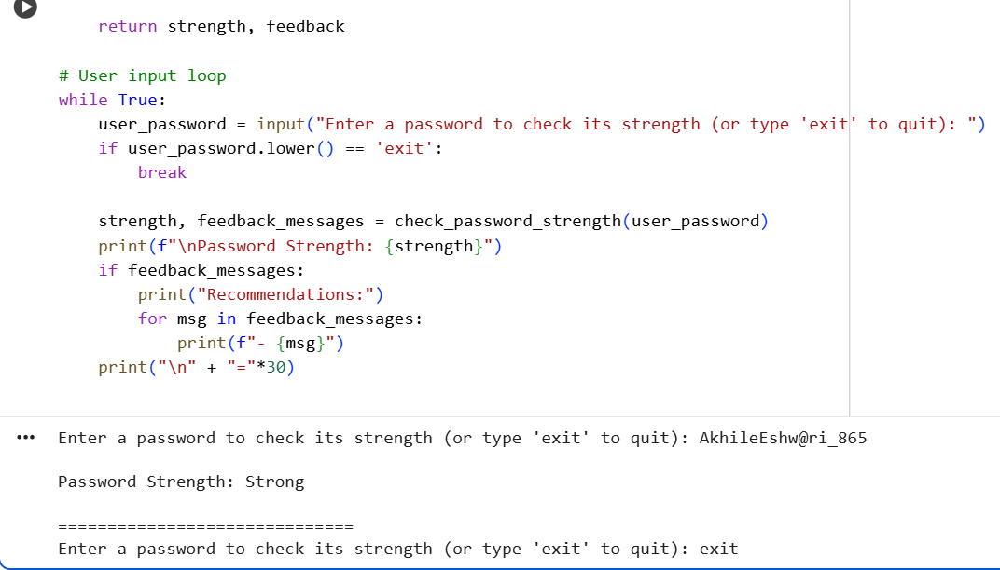 return strength, feedback
# User input loop
while True:
user_password = input("Enter a password to check its strength (or type 'exit' to quit): ")
if user_password.lower() == 'exit':
break
strength, feedback_messages = check_password_strength(user_password)
print(f"\nPassword Strength: {strength}")
if feedback_messages:
print("Recommendations:")
for msg in feedback_messages:
print(f"- {msg}")
print("\n" + "="*30)
Enter a password to check its strength (or type 'exit' to quit): AkhileEshw@ri_865
Password Strength: Strong
==============================
Enter a password to check its strength (or type 'exit' to quit): exit